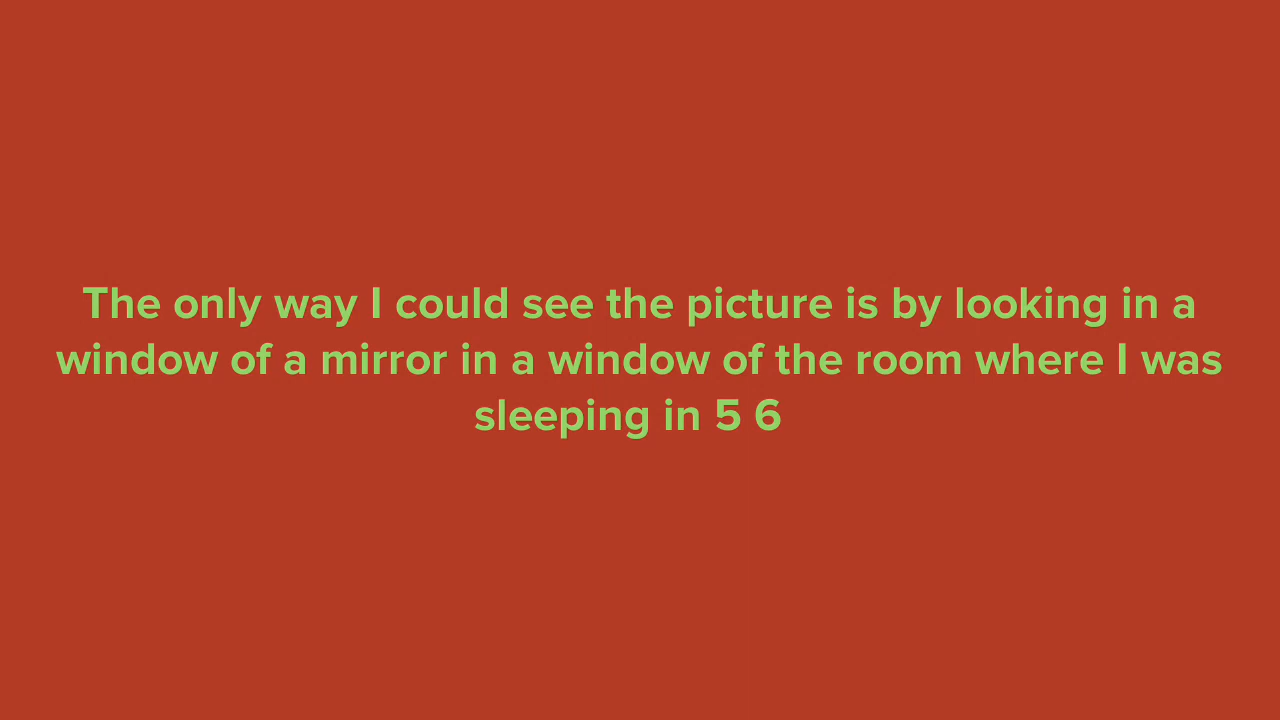 The only way I could see the picture is by looking in a
window of a mirror in a window of the room where I was
sleeping in 5 6